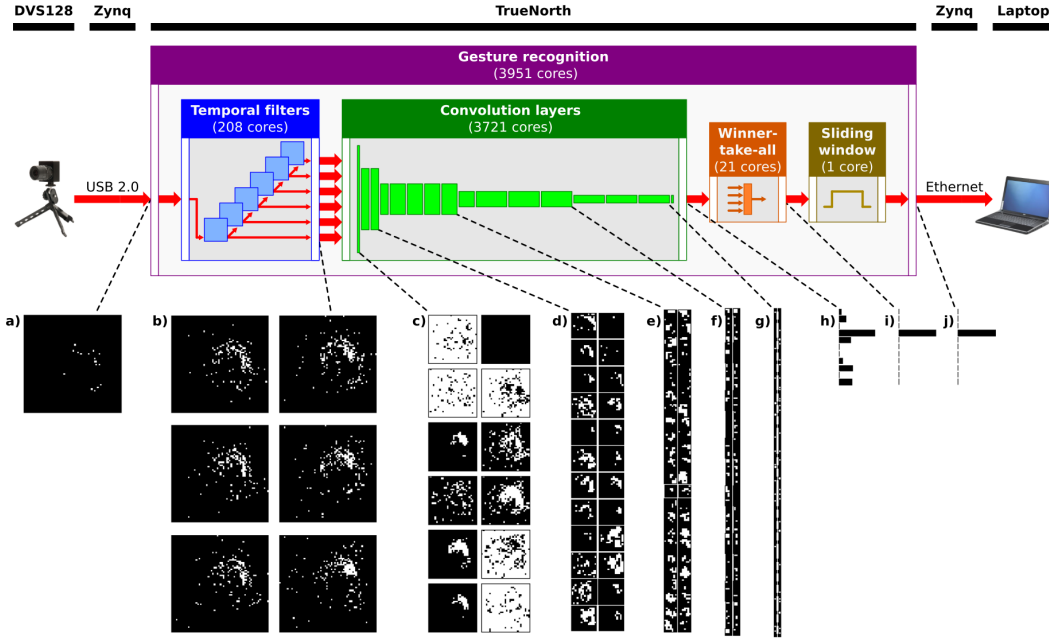 DVS128 Zynq TrueNorth Zynq Laptop
Gesture recognition
(3951 cores)
Temporal filters
(208 cores)
Convolution layers
(3721 cores)
Winner-
take-all
(21 cores)
Sliding
window
(1 core)
USB 2.0
Ethernet
a) b) c) d) e) f) g) h) i) j)